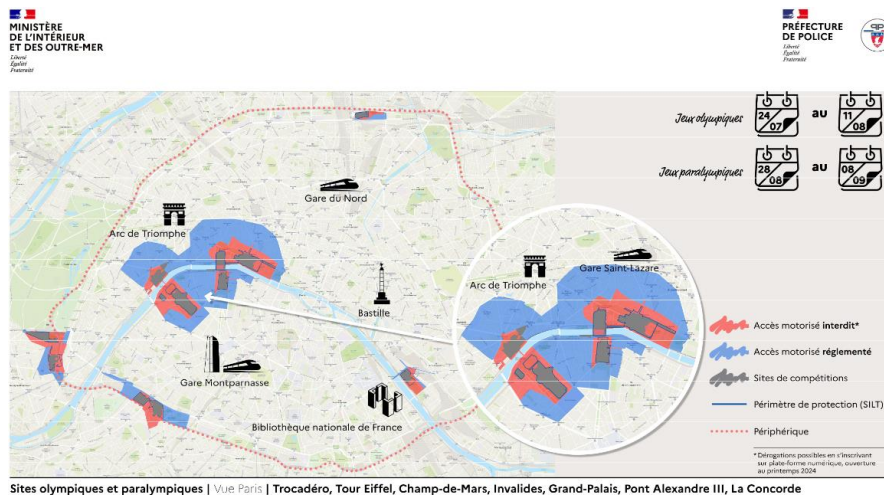 MINISTÈRE
DE L'INTÉRIEUR
ET DES OUTRE-MER
Liberté
Égalité
Fraternité
PRÉFECTURE
DE POLICE
Liberté
Égalité
Fraternité
Jeux olympiques
24
07
au
11
08
Jeux paralympiques
28
08
au
08
09
Gare du Nord
Arc de Triomphe
Bastille
Gare Montparnasse
Bibliothèque nationale de France
Arc de Triomphe
Gare Saint-Lazare
Accès motorisé interdit*
Accès motorisé réglementé
Sites de compétitions
Périmètre de protection (SILT)
Périphérique
* Dérogations possibles en s'inscrivant
sur plate-forme numérique, ouverture
au printemps 2024
Sites olympiques et paralympiques | Vue Paris | Trocadéro, Tour Eiffel, Champ-de-Mars, Invalides, Grand-Palais, Pont Alexandre III, La Concorde